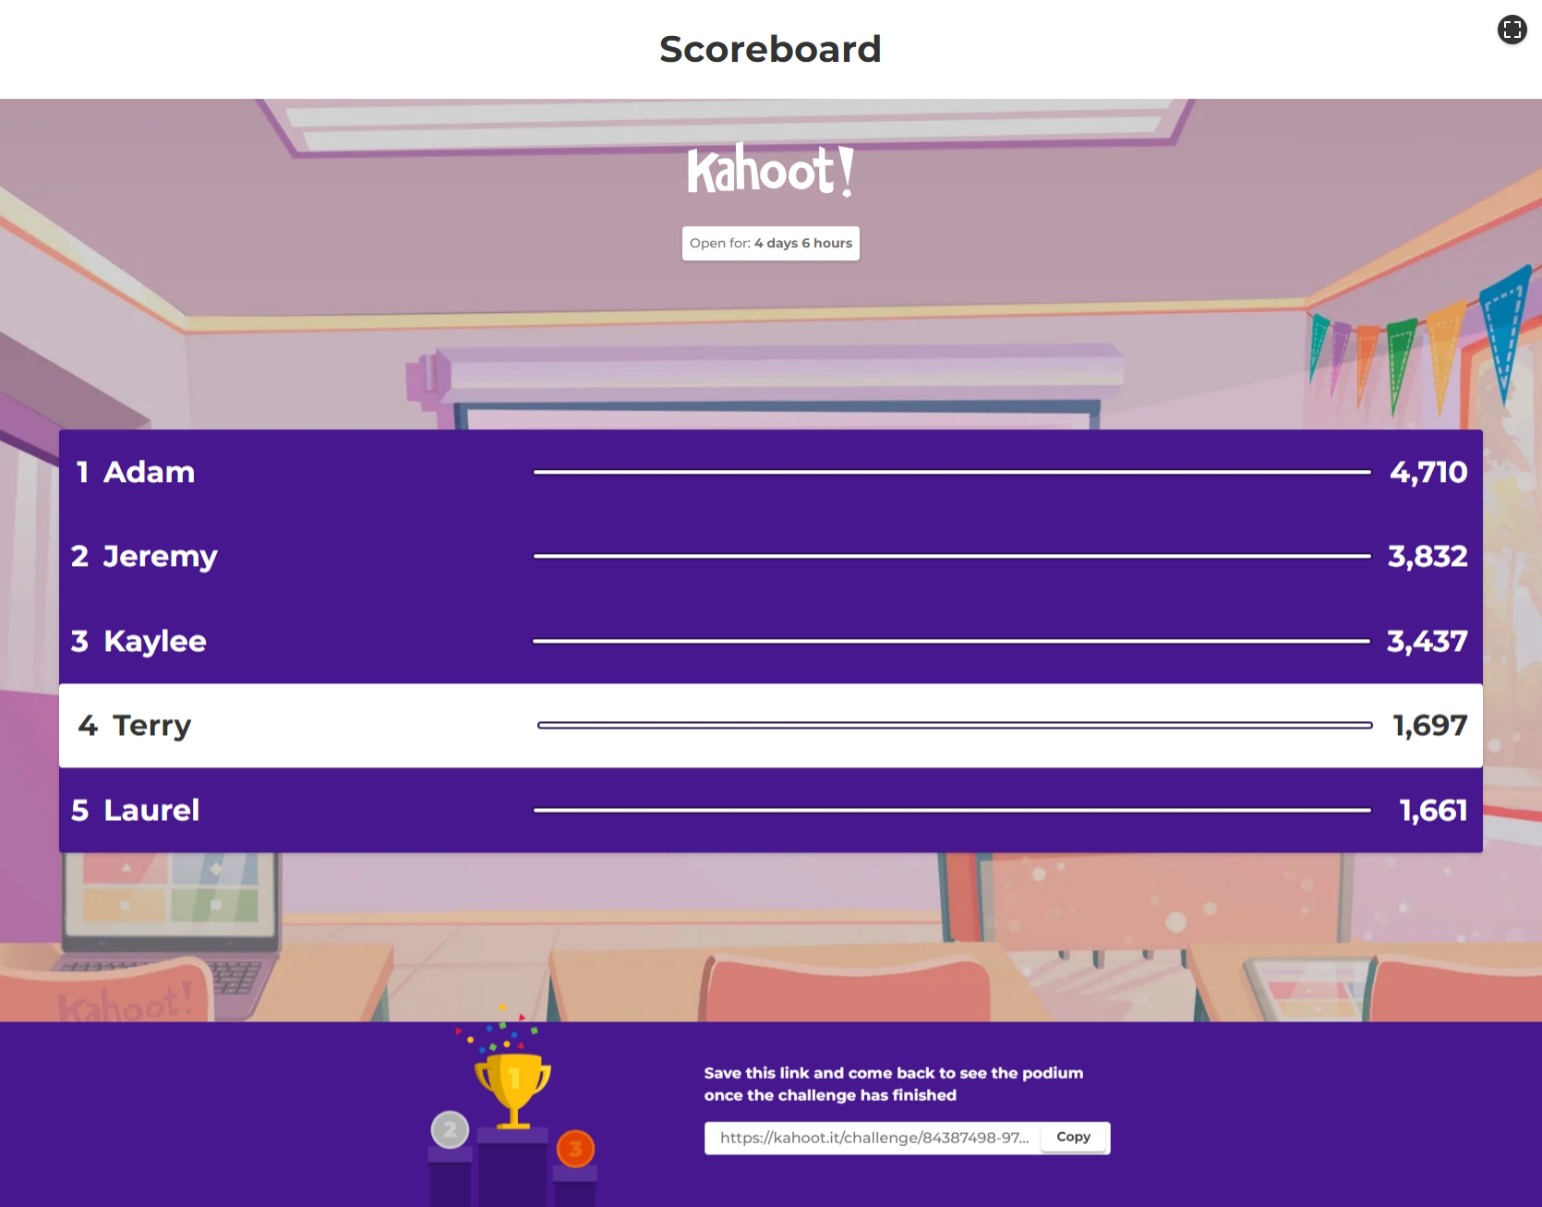 Scoreboard
Kahoot!
Open for: 4 days 6 hours
1 Adam 4,710
2 Jeremy 3,832
3 Kaylee 3,437
4 Terry 1,697
5 Laurel 1,661
Kahoot!
1
2
3
Save this link and come back to see the podium
once the challenge has finished
https://kahoot.it/challenge/84387498-97... Copy